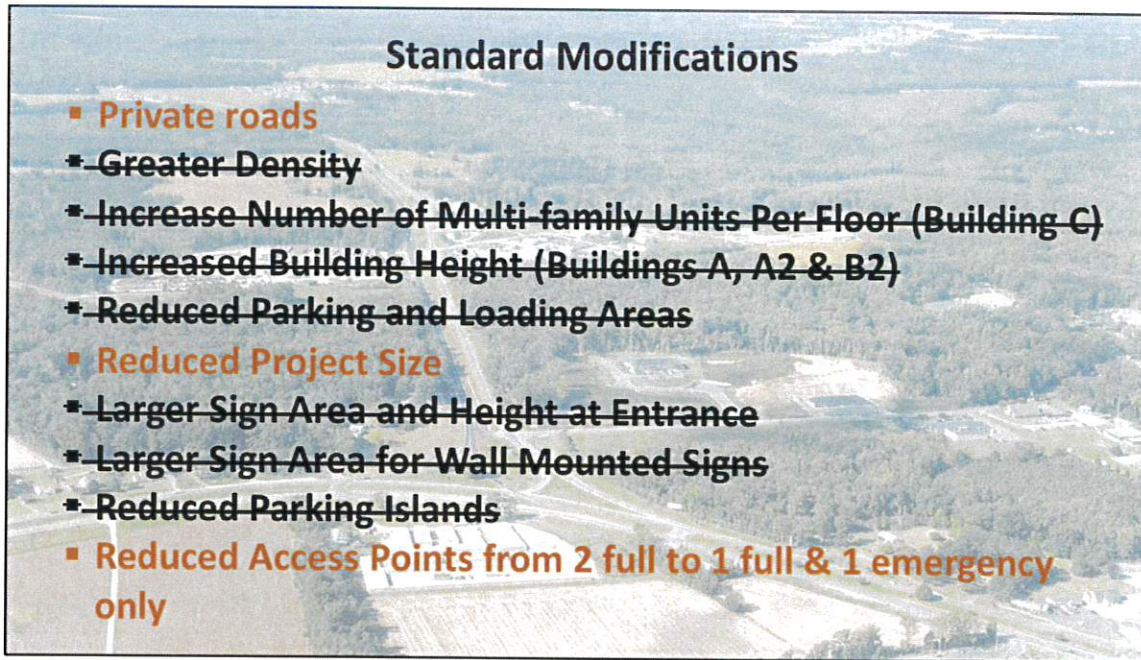 Standard Modifications
▪ Private roads
▪ Greater Density
▪ Increase Number of Multi-family Units Per Floor (Building C)
▪ Increased Building Height (Buildings A, A2 & B2)
▪ Reduced Parking and Loading Areas
▪ Reduced Project Size
▪ Larger Sign Area and Height at Entrance
▪ Larger Sign Area for Wall Mounted Signs
▪ Reduced Parking Islands
▪ Reduced Access Points from 2 full to 1 full & 1 emergency
only